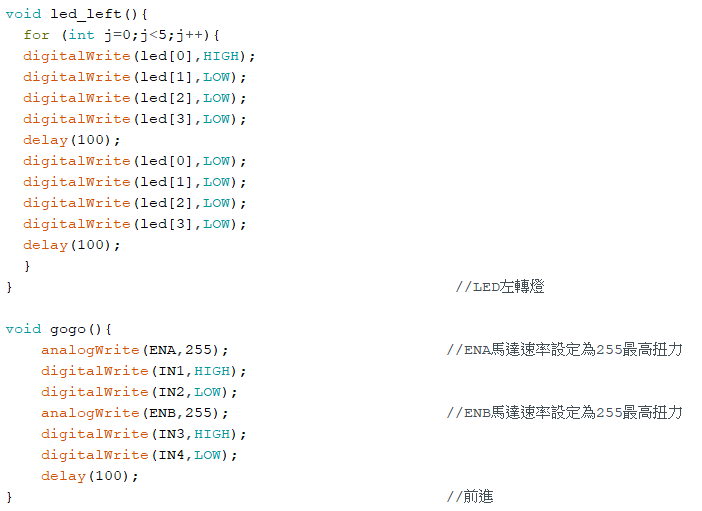 void led_left(){
for (int j=0;j<5;j++){
digitalWrite(led[0],HIGH);
digitalWrite(led[1],LOW);
digitalWrite(led[2],LOW);
digitalWrite(led[3],LOW);
delay(100);
digitalWrite(led[0],LOW);
digitalWrite(led[1],LOW);
digitalWrite(led[2],LOW);
digitalWrite(led[3],LOW);
delay(100);
}
} //LED左轉燈
void gogo(){
analogWrite(ENA,255); //ENA馬達速率設定為255最高扭力
digitalWrite(IN1,HIGH);
digitalWrite(IN2,LOW);
analogWrite(ENB,255); //ENB馬達速率設定為255最高扭力
digitalWrite(IN3,HIGH);
digitalWrite(IN4,LOW);
delay(100);
} //前進